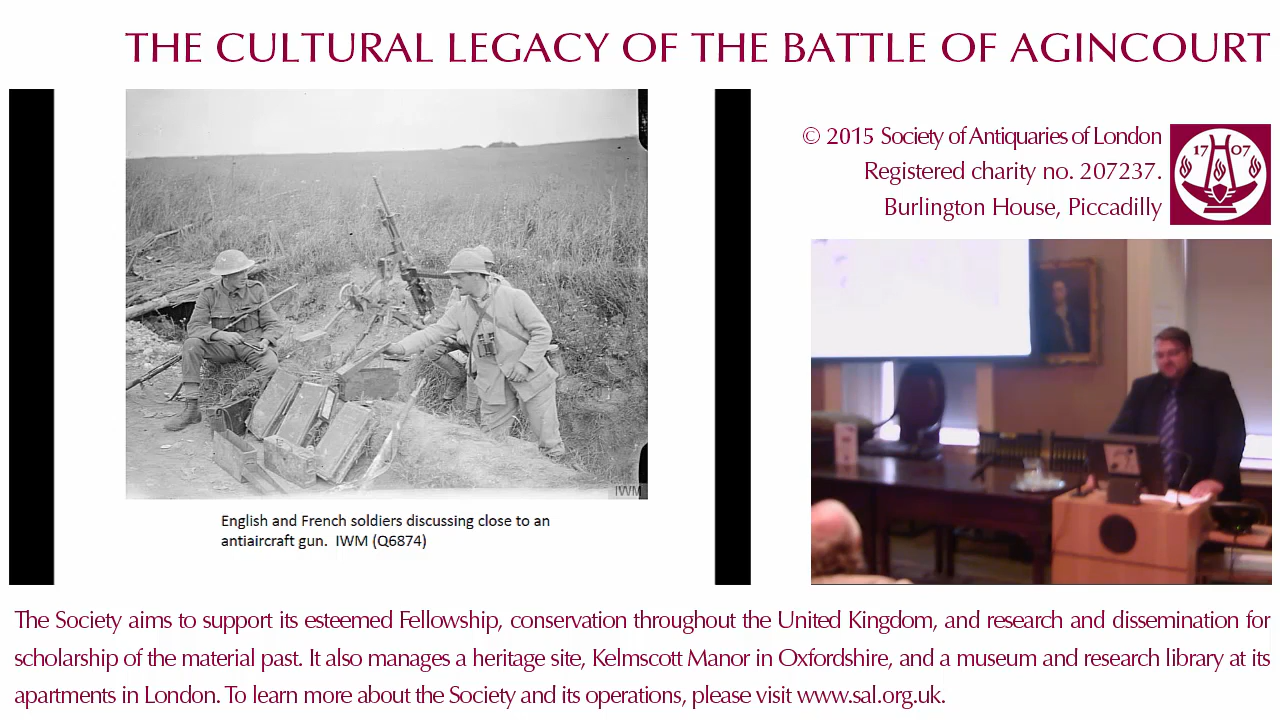 THE CULTURAL LEGACY OF THE BATTLE OF AGINCOURT
© 2015 Society of Antiquaries of London
Registered charity no. 207237.
Burlington House, Piccadilly
17 07
IWM
English and French soldiers discussing close to an
antiaircraft gun. IWM (Q6874)
The Society aims to support its esteemed Fellowship, conservation throughout the United Kingdom, and research and dissemination for
scholarship of the material past. It also manages a heritage site, Kelmscott Manor in Oxfordshire, and a museum and research library at its
apartments in London. To learn more about the Society and its operations, please visit www.sal.org.uk.